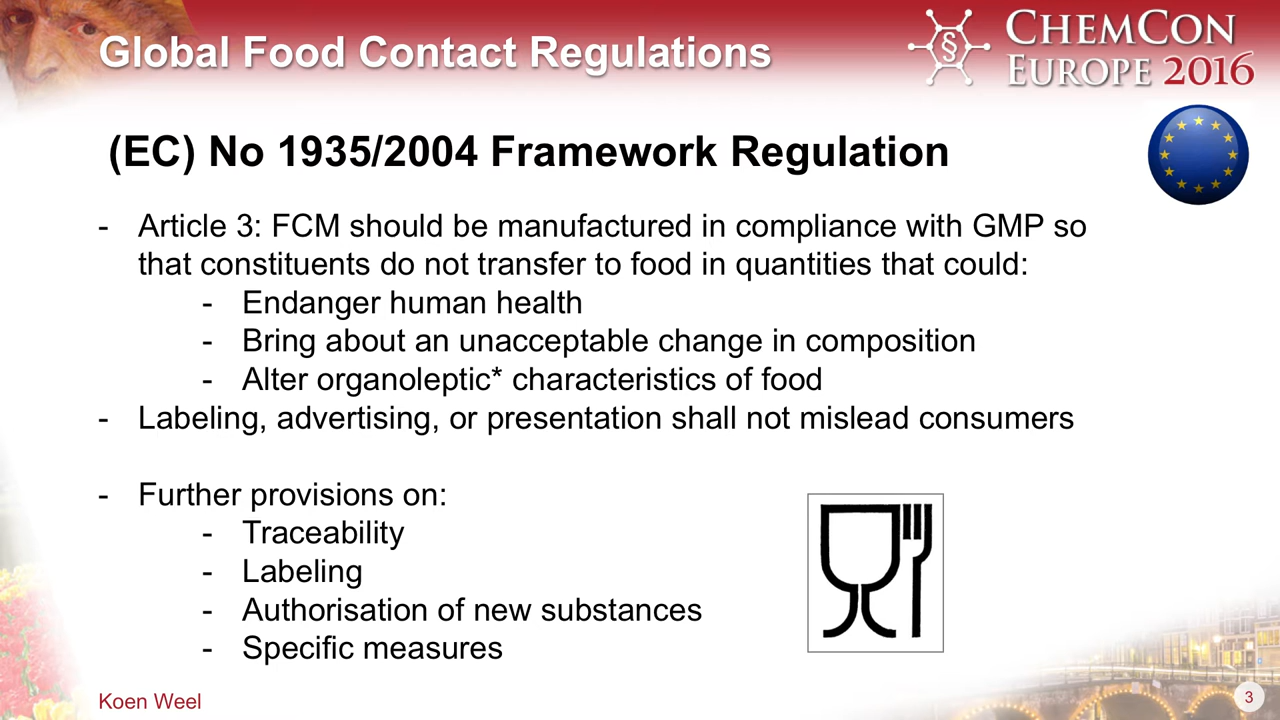 Global Food Contact Regulations
§
CHEMCON
EUROPE 2016
(EC) No 1935/2004 Framework Regulation
- Article 3: FCM should be manufactured in compliance with GMP so
that constituents do not transfer to food in quantities that could:
- Endanger human health
- Bring about an unacceptable change in composition
- Alter organoleptic* characteristics of food
- Labeling, advertising, or presentation shall not mislead consumers
- Further provisions on:
- Traceability
- Labeling
- Authorisation of new substances
- Specific measures
Koen Weel
3